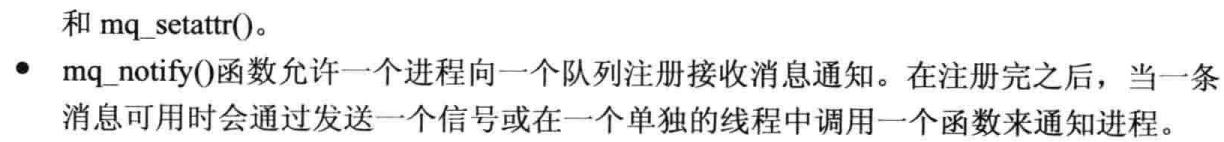 和 mq_setattr()。
● mq_notify()函数允许一个进程向一个队列注册接收消息通知。在注册完之后，当一条
消息可用时会通过发送一个信号或在一个单独的线程中调用一个函数来通知进程。